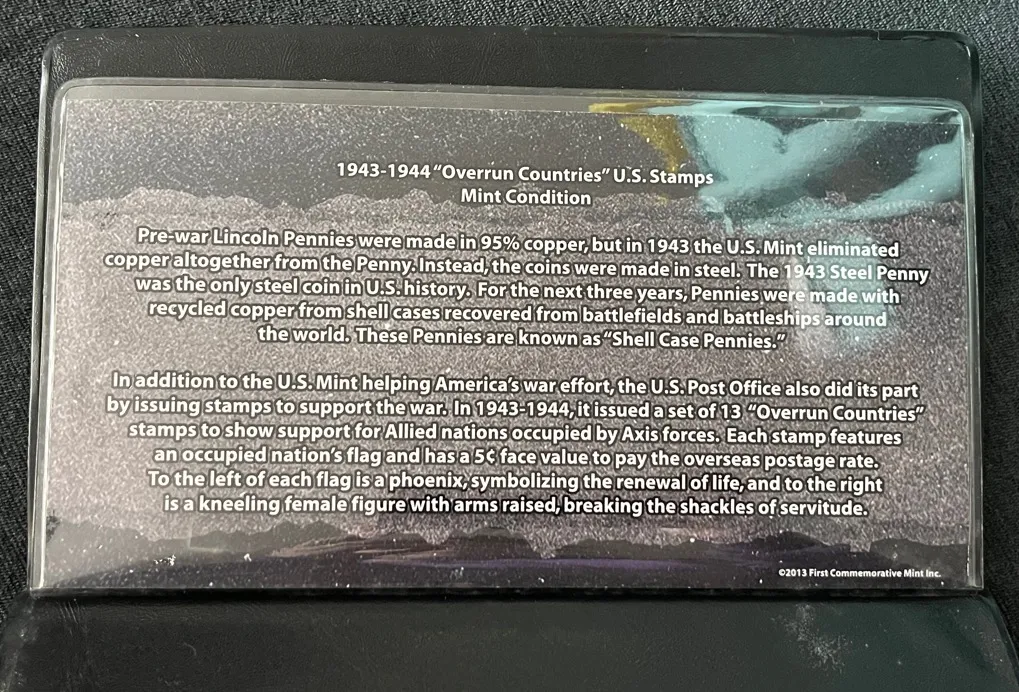 1943-1944 “Overrun Countries” U.S. Stamps
Mint Condition
Pre-war Lincoln Pennies were made in 95% copper, but in 1943 the U.S. Mint eliminated
copper altogether from the Penny. Instead, the coins were made in steel. The 1943 Steel Penny
was the only steel coin in U.S. history. For the next three years, Pennies were made with
recycled copper from shell cases recovered from battlefields and battleships around
the world. These Pennies are known as “Shell Case Pennies.”
In addition to the U.S. Mint helping America’s war effort, the U.S. Post Office also did its part
by issuing stamps to support the war. In 1943-1944, it issued a set of 13 “Overrun Countries”
stamps to show support for Allied nations occupied by Axis forces. Each stamp features
an occupied nation’s flag and has a 5¢ face value to pay the overseas postage rate.
To the left of each flag is a phoenix, symbolizing the renewal of life, and to the right
is a kneeling female figure with arms raised, breaking the shackles of servitude.
©2013 First Commemorative Mint Inc.